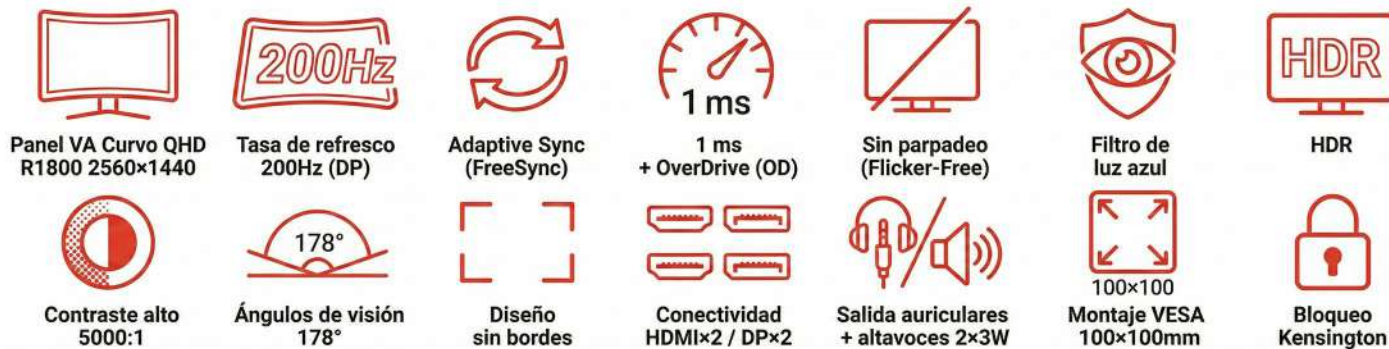 200Hz
1 ms
HDR
Panel VA Curvo QHD
R1800 2560×1440
Tasa de refresco
200Hz (DP)
Adaptive Sync
(FreeSync)
1 ms
+ OverDrive (OD)
Sin parpadeo
(Flicker-Free)
Filtro de
luz azul
HDR
178°
100×100
Contraste alto
5000:1
Ángulos de visión
178°
Diseño
sin bordes
Conectividad
HDMI×2 / DP×2
Salida auriculares
+ altavoces 2×3W
Montaje VESA
100×100mm
Bloqueo
Kensington